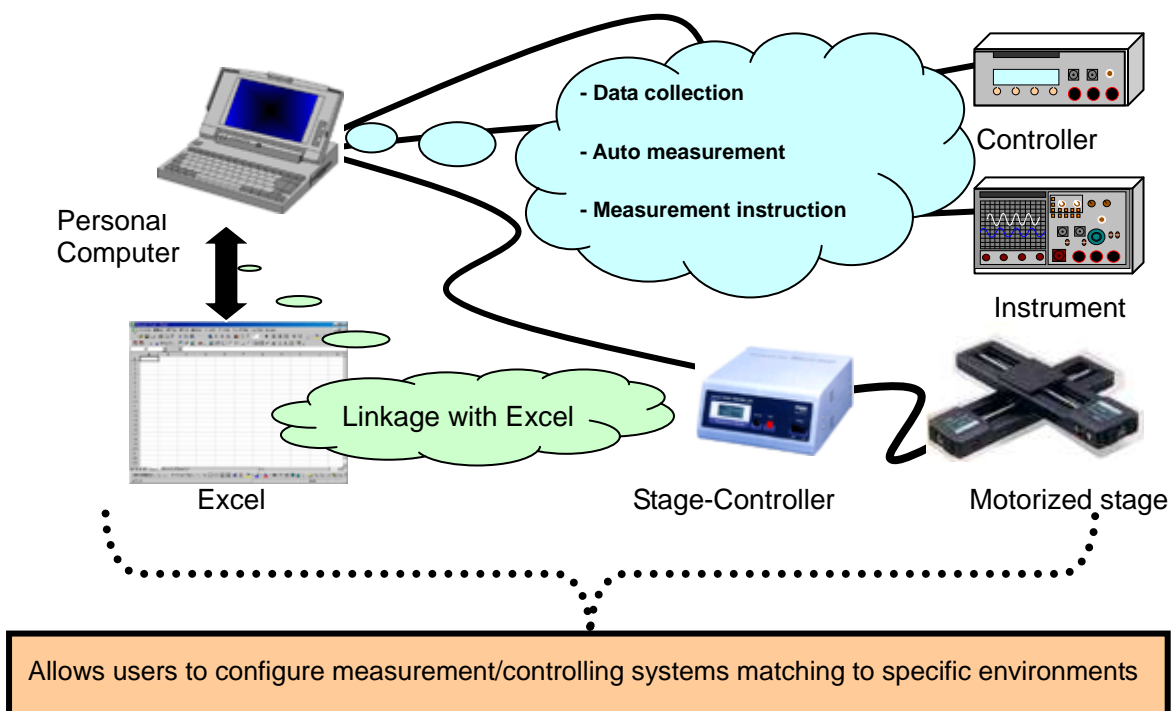 - Data collection
- Auto measurement
- Measurement instruction
Controller
Personal
Computer
Instrument
Linkage with Excel
Excel
Stage-Controller
Motorized stage
Allows users to configure measurement/controlling systems matching to specific environments